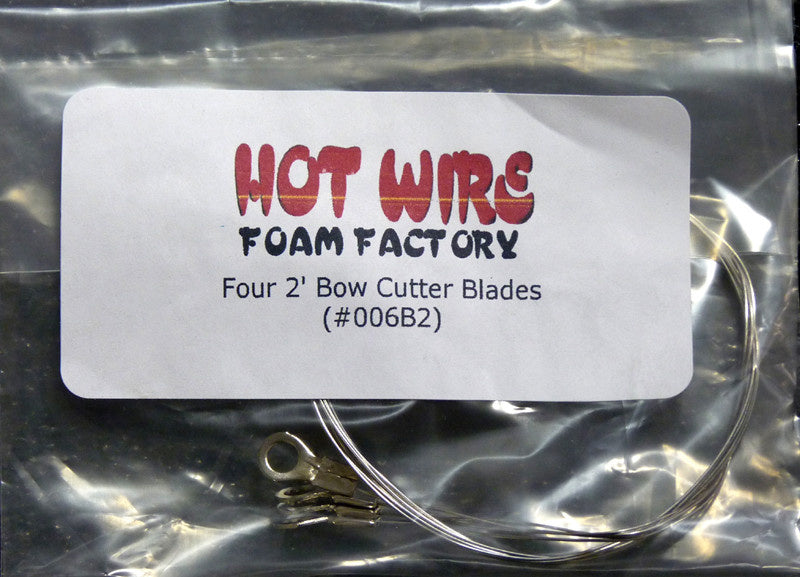 HOT WIRE
FOAM FACTORY
Four 2' Bow Cutter Blades
(#006B2)